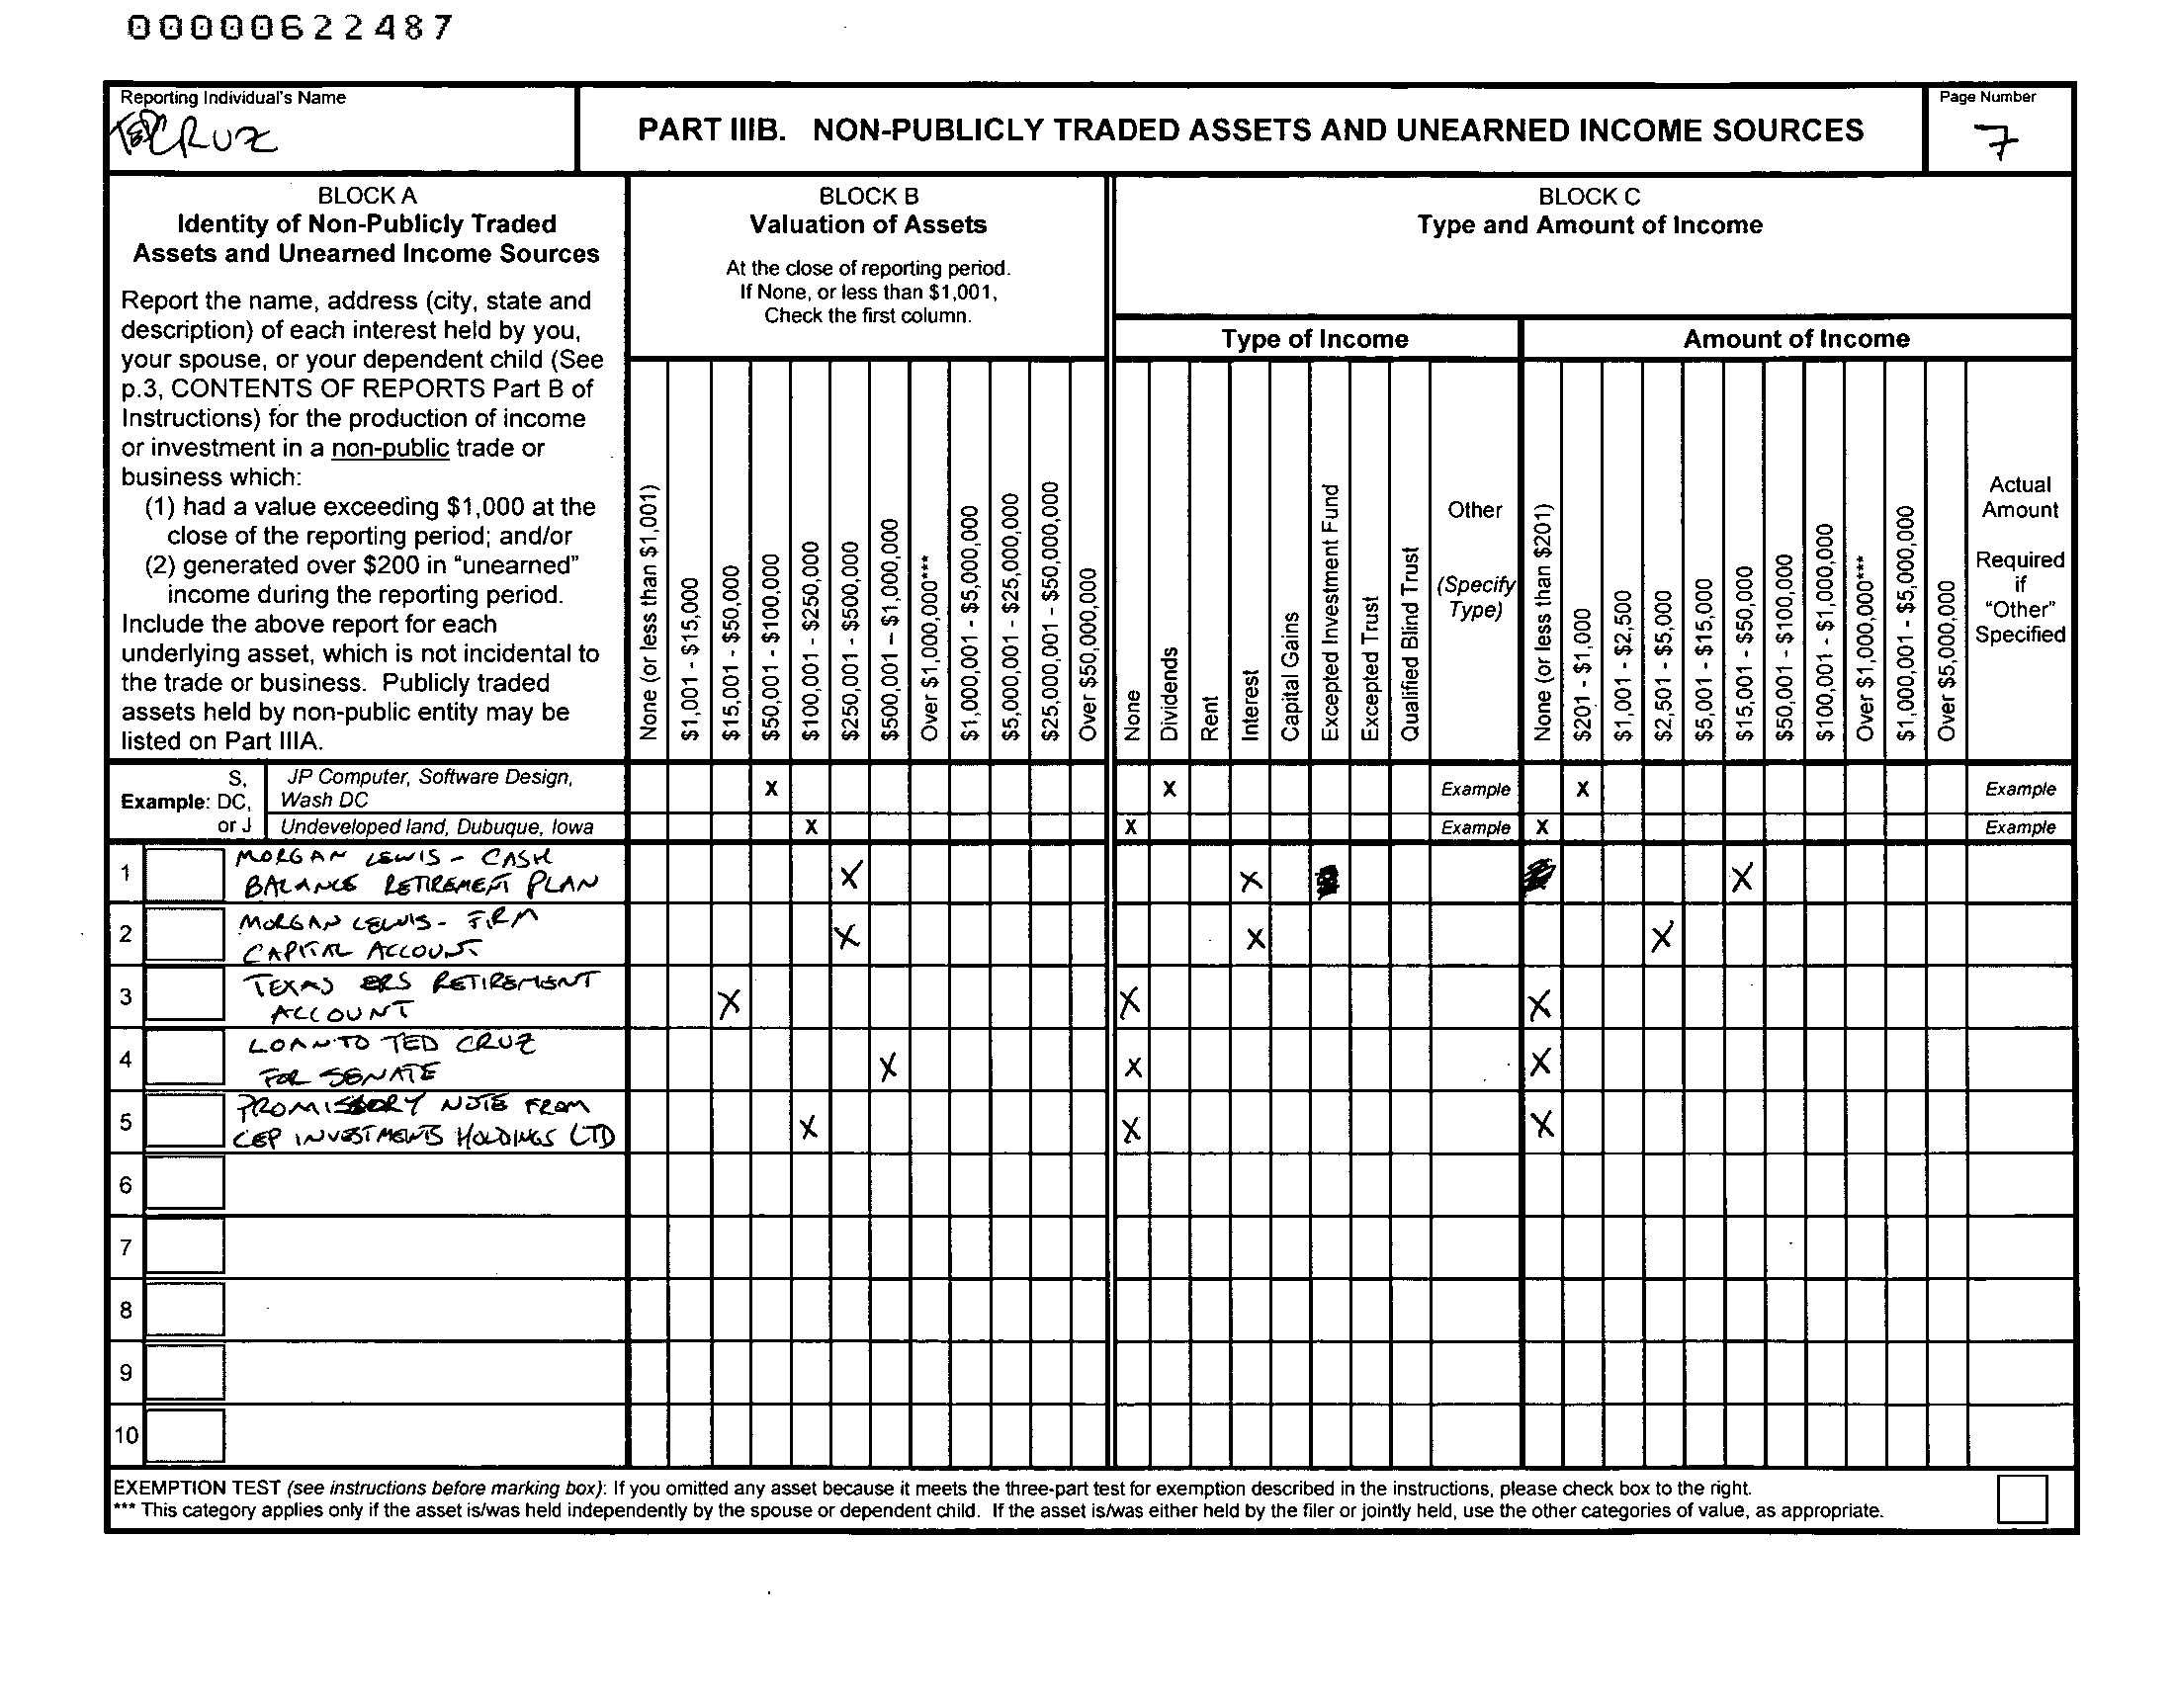 00000622487
Reporting Individual's Name
TED CRUZ
PART IIIB. NON-PUBLICLY TRADED ASSETS AND UNEARNED INCOME SOURCES
Page Number
7
BLOCK A
Identity of Non-Publicly Traded
Assets and Unearned Income Sources
Report the name, address (city, state and
description) of each interest held by you,
your spouse, or your dependent child (See
p.3, CONTENTS OF REPORTS Part B of
Instructions) for the production of income
or investment in a non-public trade or
business which:
(1) had a value exceeding $1,000 at the
close of the reporting period; and/or
(2) generated over $200 in "unearned"
income during the reporting period.
Include the above report for each
underlying asset, which is not incidental to
the trade or business. Publicly traded
assets held by non-public entity may be
listed on Part IIIA.
BLOCK B
Valuation of Assets
At the close of reporting period.
If None, or less than $1,001,
Check the first column.
None (or less than $1,001)
$1,001 - $15,000
$15,001 - $50,000
$50,001 - $100,000
$100,001 - $250,000
$250,001 - $500,000
$500,001 – $1,000,000
Over $1,000,000***
$1,000,001 - $5,000,000
$5,000,001 - $25,000,000
$25,000,001 - $50,000,000
Over $50,000,000
BLOCK C
Type and Amount of Income
Type of Income
None
Dividends
Rent
Interest
Capital Gains
Excepted Investment Fund
Excepted Trust
Qualified Blind Trust
Other
(Specify
Type)
Amount of Income
None (or less than $201)
$201 - $1,000
$1,001 - $2,500
$2,501 - $5,000
$5,001 - $15,000
$15,001 - $50,000
$50,001 - $100,000
$100,001 - $1,000,000
Over $1,000,000***
$1,000,001 - $5,000,000
Over $5,000,000
Actual
Amount
Required
if
"Other"
Specified
Example:
S,
DC,
or J
JP Computer, Software Design,
Wash DC
X X Example X Example
Undeveloped land, Dubuque, Iowa X X Example X Example
1 MORGAN LEWIS - CASH
BALANCE RETIREMENT PLAN X X X
2 MORGAN LEWIS - FIRM
CAPITAL ACCOUNT X X X
3 TEXAS ERS RETIREMENT
ACCOUNT X X X
4 LOAN TO TED CRUZ
FOR SENATE X X X
5 PROMISSORY NOTE FROM
CEP INVESTMENTS HOLDINGS LTD X X X
6
7
8
9
10
EXEMPTION TEST (see instructions before marking box): If you omitted any asset because it meets the three-part test for exemption described in the instructions, please check box to the right.
*** This category applies only if the asset is/was held independently by the spouse or dependent child. If the asset is/was either held by the filer or jointly held, use the other categories of value, as appropriate.